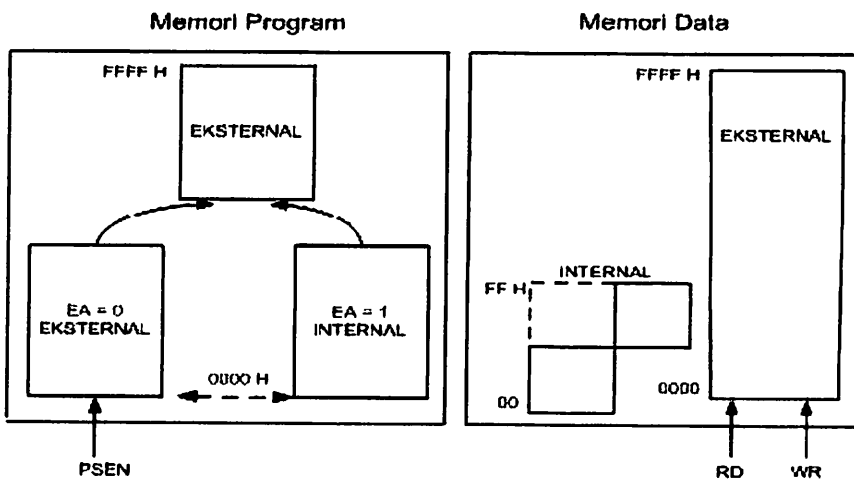 Memori Program
FFFF H
EKSTERNAL
EA = 0
EKSTERNAL
EA = 1
INTERNAL
0000 H
PSEN
Memori Data
FFFF H
EKSTERNAL
INTERNAL
FF H
00
0000
RD
WR